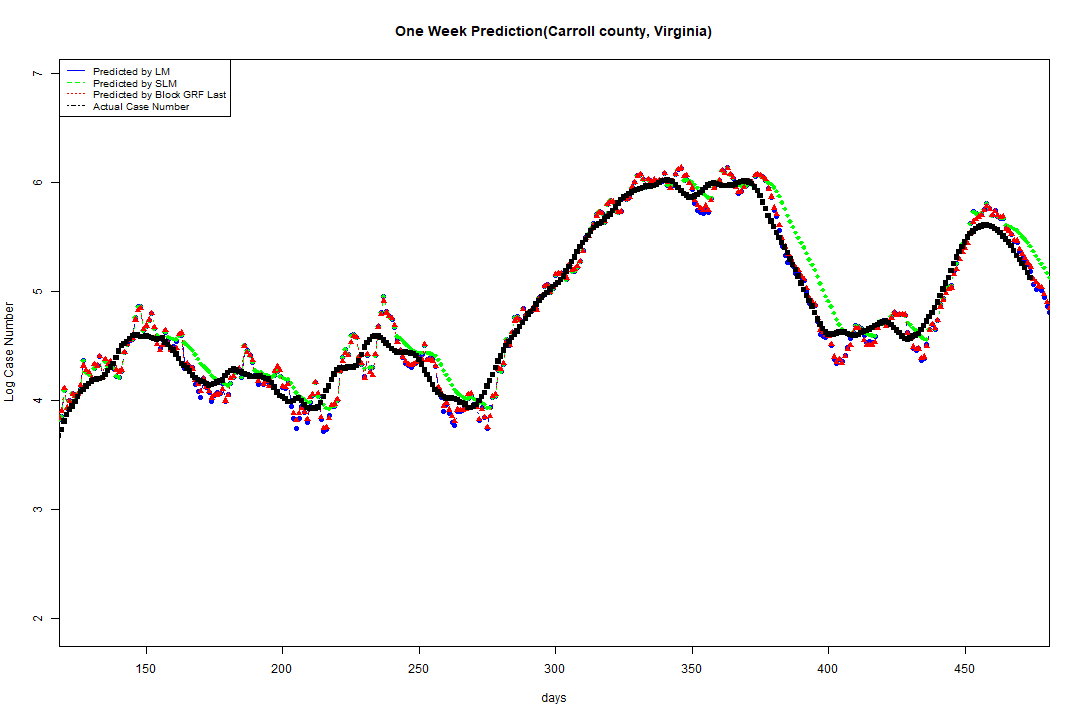 One Week Prediction(Carroll county, Virginia)
7
Predicted by LM
Predicted by SLM
Predicted by Block GRF Last
Actual Case Number
6
5
4
3
2
Log Case Number
150 200 250 300 350 400 450
days